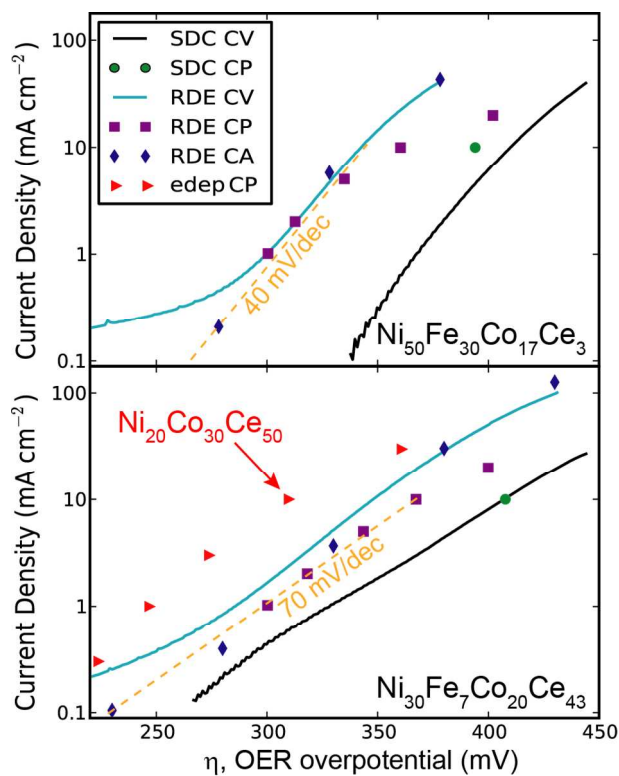 SDC CV
SDC CP
RDE CV
RDE CP
RDE CA
edep CP
100
10
1
0.1
Current Density (mA cm⁻²)
40 mV/dec
Ni₅₀Fe₃₀Co₁₇Ce₃
Ni₂₀Co₃₀Ce₅₀
100
10
1
0.1
Current Density (mA cm⁻²)
70 mV/dec
Ni₃₀Fe₇Co₂₀Ce₄₃
250 300 350 400 450
η, OER overpotential (mV)